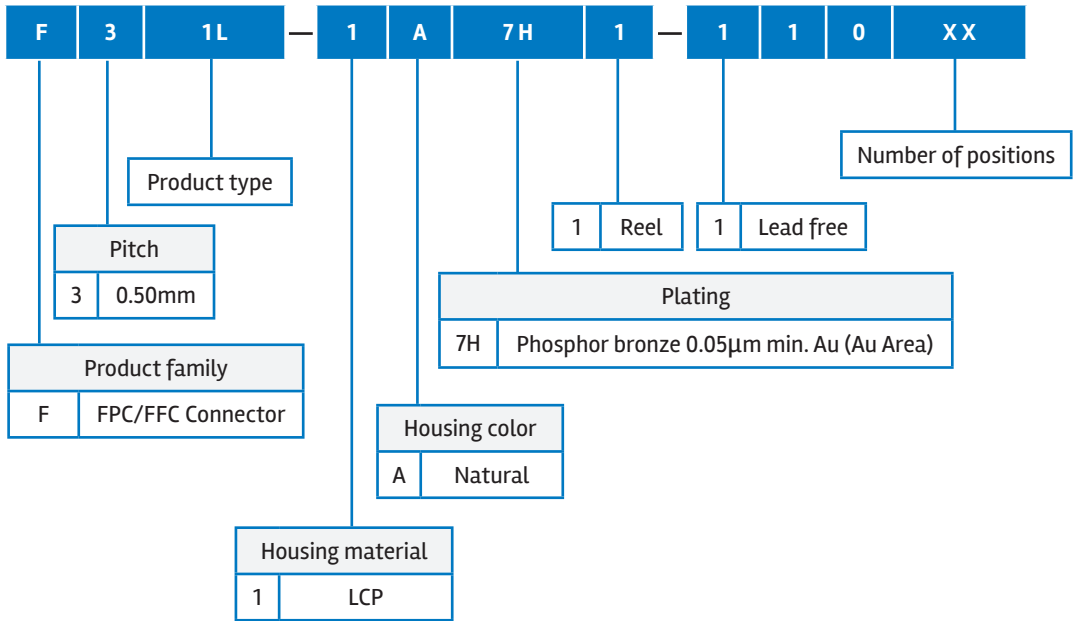 F 3 1L — 1 A 7H 1 — 1 1 0 XX
Number of positions
Product type
1 Reel
1 Lead free
Pitch
3 0.50mm
Plating
7H Phosphor bronze 0.05µm min. Au (Au Area)
Product family
F FPC/FFC Connector
Housing color
A Natural
Housing material
1 LCP